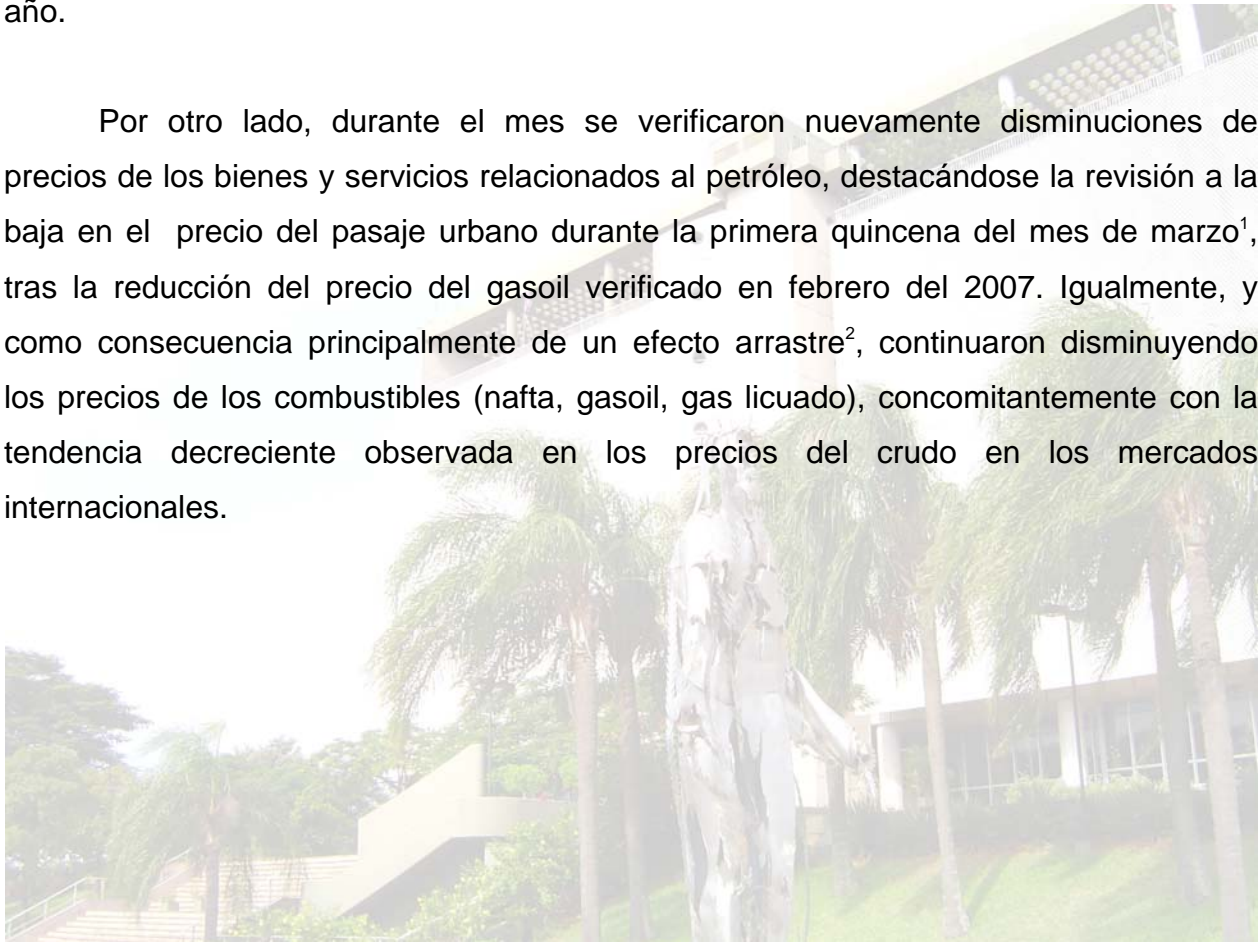 año.
Por otro lado, durante el mes se verificaron nuevamente disminuciones de
precios de los bienes y servicios relacionados al petróleo, destacándose la revisión a la
baja en el precio del pasaje urbano durante la primera quincena del mes de marzo¹,
tras la reducción del precio del gasoil verificado en febrero del 2007. Igualmente, y
como consecuencia principalmente de un efecto arrastre², continuaron disminuyendo
los precios de los combustibles (nafta, gasoil, gas licuado), concomitantemente con la
tendencia decreciente observada en los precios del crudo en los mercados
internacionales.